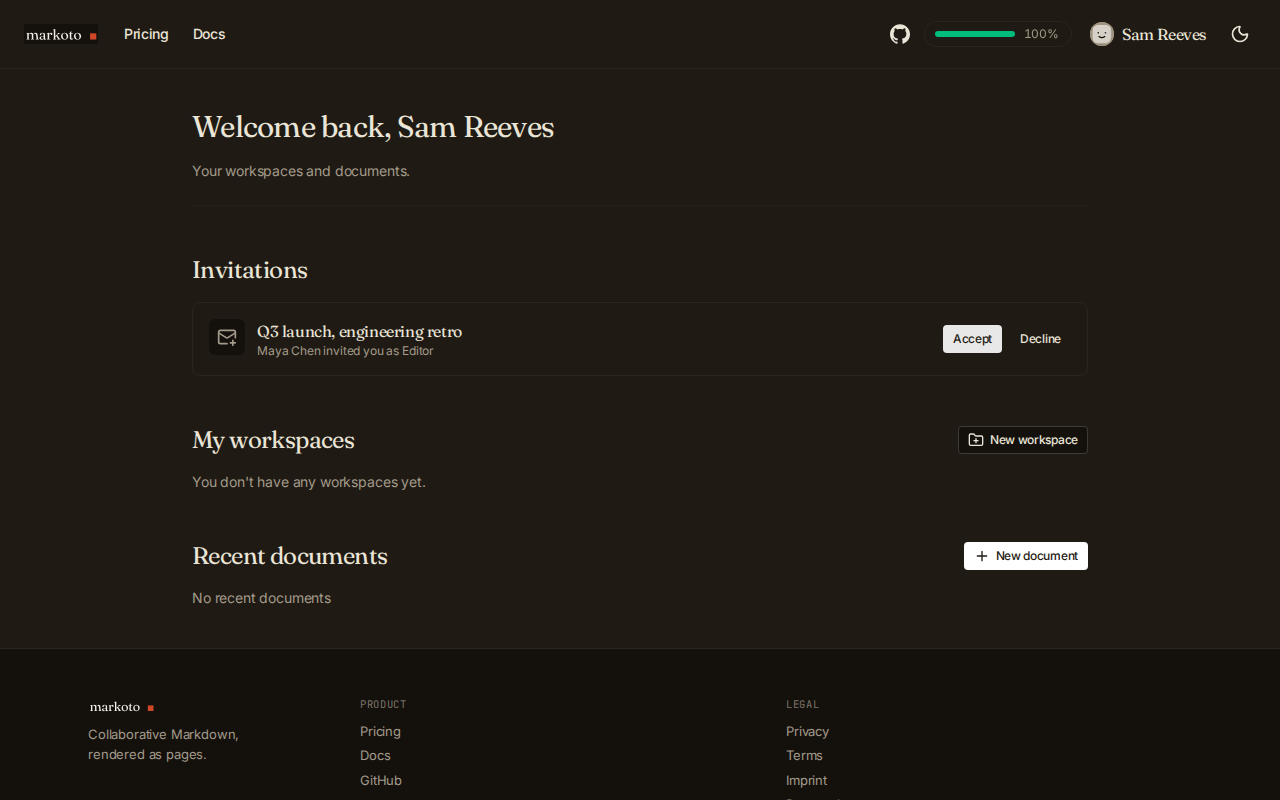 markoto
Pricing
Docs
100%
Sam Reeves
Welcome back, Sam Reeves
Your workspaces and documents.
Invitations
Q3 launch, engineering retro
Maya Chen invited you as Editor
Accept
Decline
My workspaces
New workspace
You don't have any workspaces yet.
Recent documents
New document
No recent documents
markoto
Collaborative Markdown,
rendered as pages.
PRODUCT
Pricing
Docs
GitHub
LEGAL
Privacy
Terms
Imprint